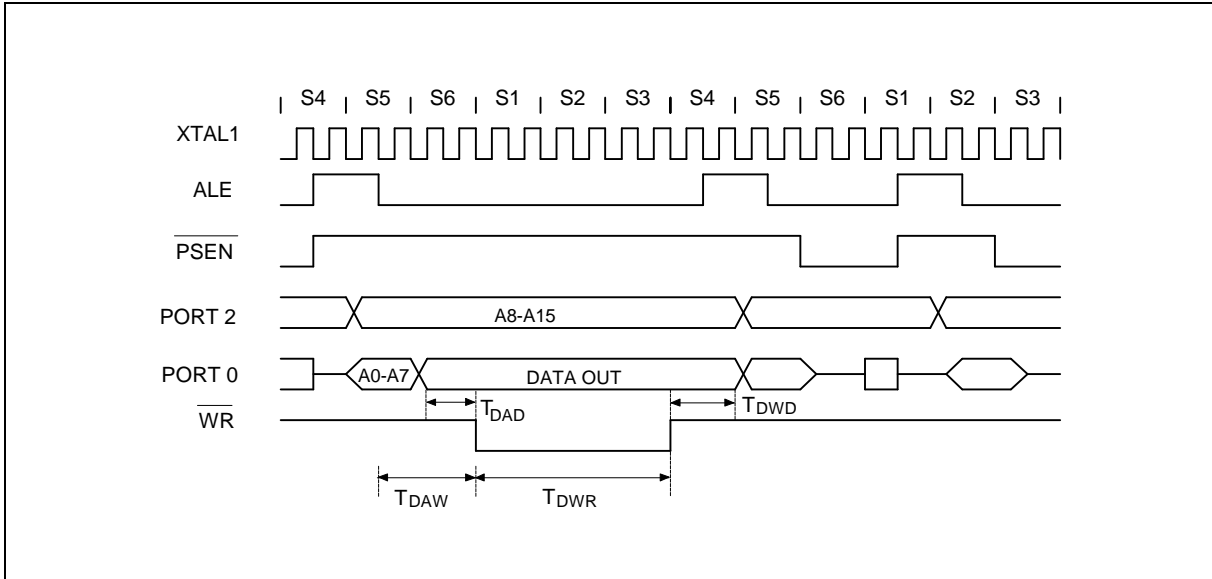 S4 S5 S6 S1 S2 S3 S4 S5 S6 S1 S2 S3
XTAL1
ALE
PSEN
PORT 2
A8-A15
PORT 0
A0-A7 DATA OUT
TDAD TDWD
WR
TDAW TDWR